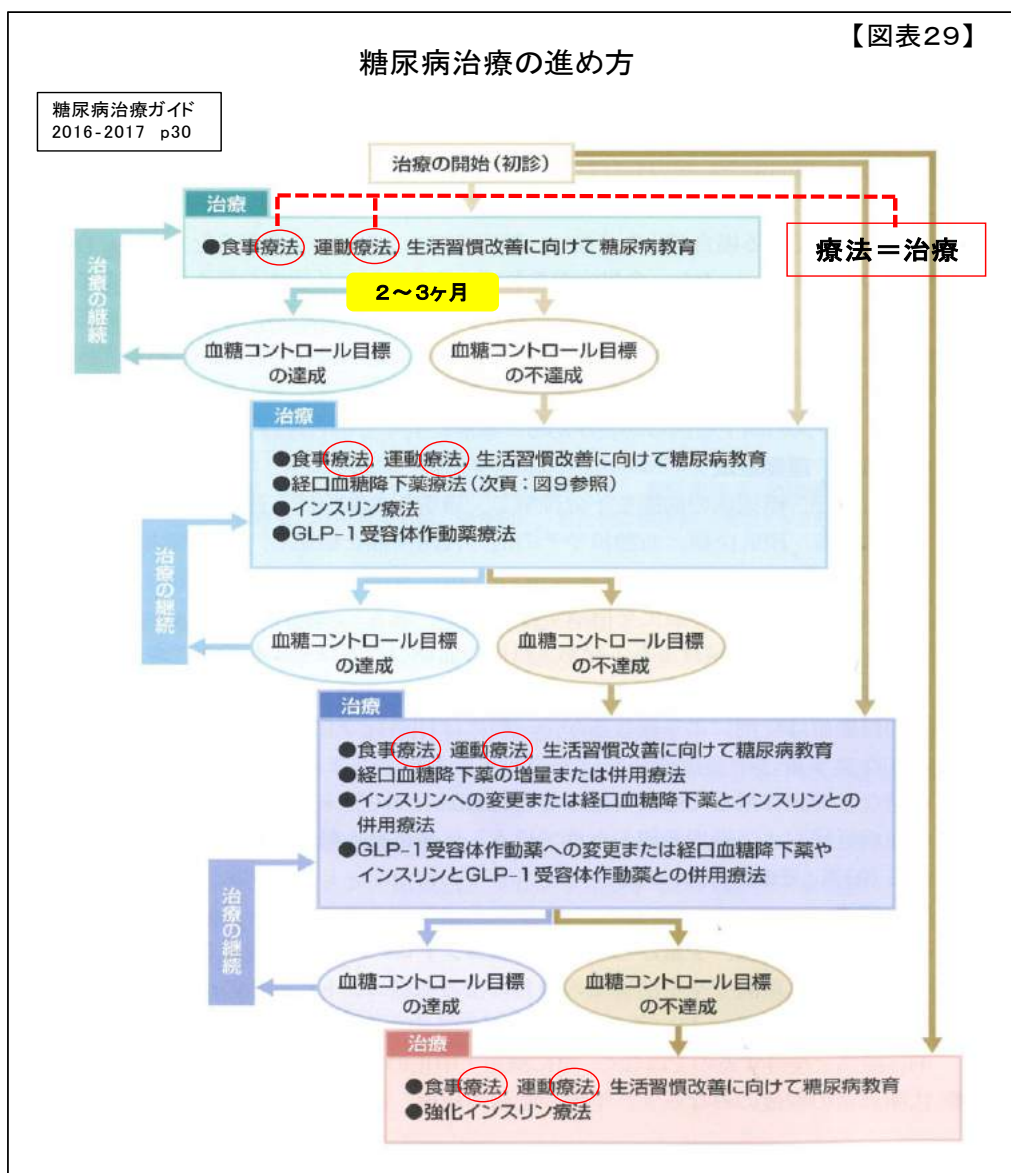 【図表29】
糖尿病治療の進め方
糖尿病治療ガイド
2016-2017 p30
治療の開始(初診)
治療
●食事療法, 運動療法, 生活習慣改善に向けて糖尿病教育
療法=治療
2~3ヶ月
治療の継続
血糖コントロール目標
の達成
血糖コントロール目標
の不達成
治療
●食事療法, 運動療法, 生活習慣改善に向けて糖尿病教育
●経口血糖降下薬療法(次頁:図9参照)
●インスリン療法
●GLP-1受容体作動薬療法
治療の継続
血糖コントロール目標
の達成
血糖コントロール目標
の不達成
治療
●食事療法, 運動療法, 生活習慣改善に向けて糖尿病教育
●経口血糖降下薬の増量または併用療法
●インスリンへの変更または経口血糖降下薬とインスリンとの
併用療法
●GLP-1受容体作動薬への変更または経口血糖降下薬や
インスリンとGLP-1受容体作動薬との併用療法
治療の継続
血糖コントロール目標
の達成
血糖コントロール目標
の不達成
治療
●食事療法, 運動療法, 生活習慣改善に向けて糖尿病教育
●強化インスリン療法